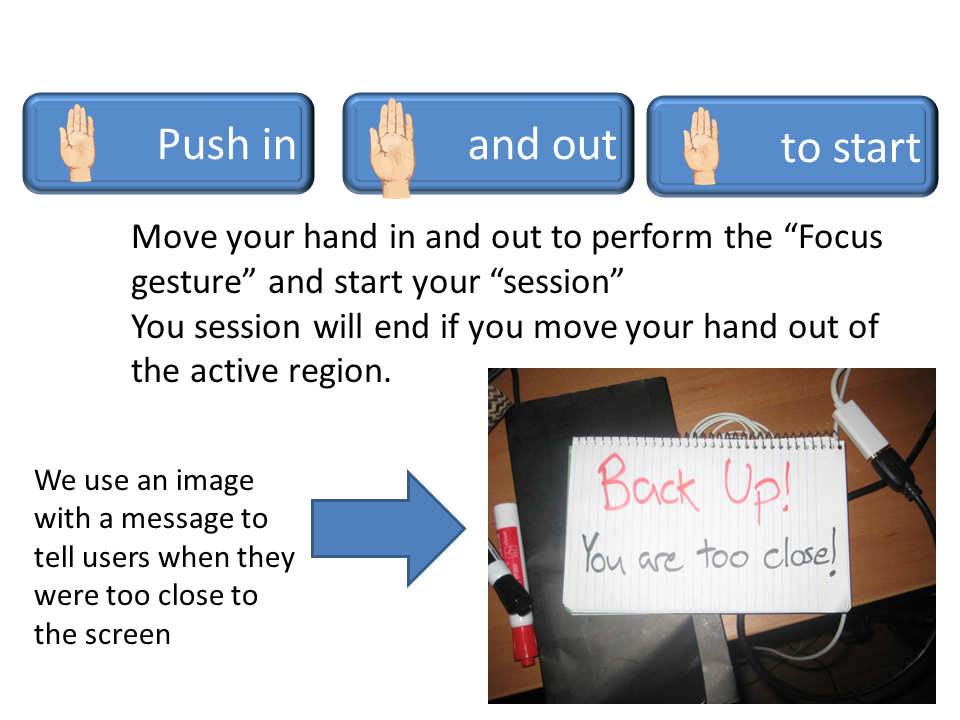 Push in
and out
to start
Move your hand in and out to perform the “Focus
gesture” and start your “session”
You session will end if you move your hand out of
the active region.
We use an image
with a message to
tell users when they
were too close to
the screen
Back Up!
You are too close!